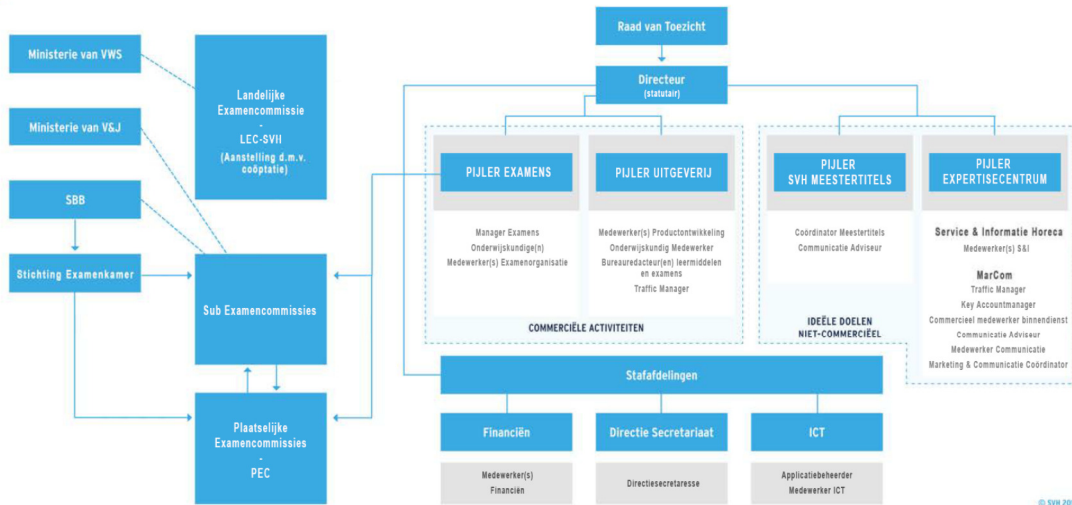 Ministerie van VWS
Ministerie van V&J
SBB
Stichting Examenkamer
Landelijke
Examencommissie
-
LEC-SVH
(Aanstelling d.m.v.
coöptatie)
Sub Examencommissies
Plaatselijke
Examencommissies
-
PEC
Raad van Toezicht
Directeur
(statutair)
PIJLER EXAMENS
Manager Examens
Onderwijskundige(n)
Medewerker(s) Examenorganisatie
PIJLER UITGEVERIJ
Medewerker(s) Productontwikkeling
Onderwijskundig Medewerker
Bureauredacteur(en) leermiddelen
en examens
Traffic Manager
COMMERCIËLE ACTIVITEITEN
PIJLER
SVH MEESTERTITELS
Coördinator Meestertitels
Communicatie Adviseur
IDEËLE DOELEN
NIET-COMMERCIËEL
PIJLER
EXPERTISECENTRUM
Service & Informatie Horeca
Medewerker(s) S&I
MarCom
Traffic Manager
Key Accountmanager
Commercieel medewerker binnendienst
Communicatie Adviseur
Medewerker Communicatie
Marketing & Communicatie Coördinator
Stafafdelingen
Financiën
Medewerker(s)
Financiën
Directie Secretariaat
Directiesecretaresse
ICT
Applicatiebeheerder
Medewerker ICT
© SVH